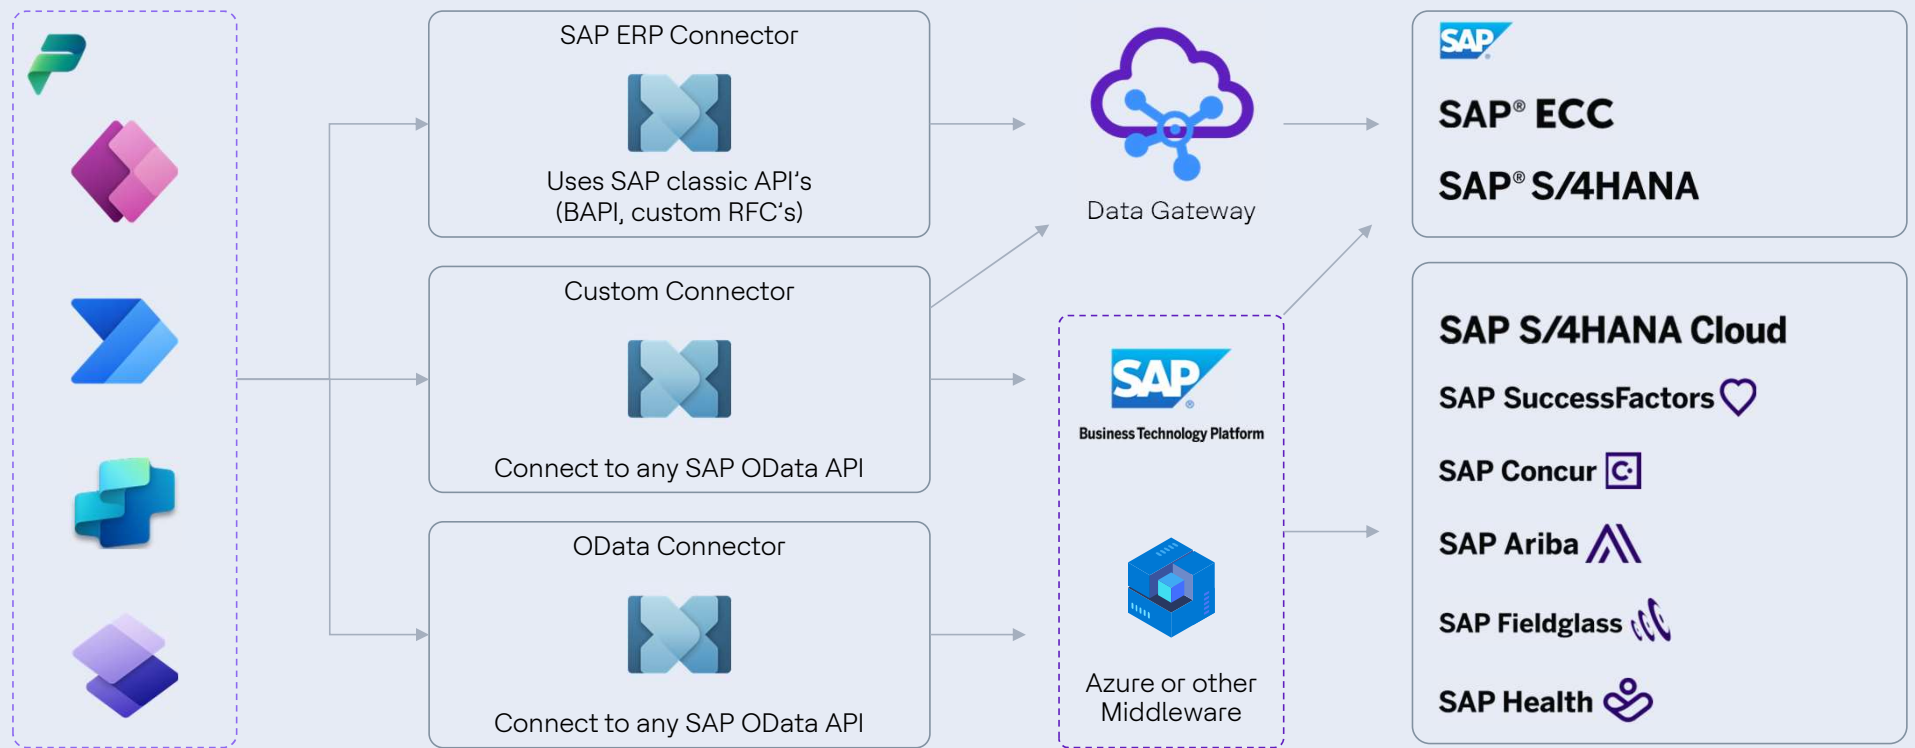 SAP ERP Connector
Uses SAP classic API's
(BAPI, custom RFC's)
Custom Connector
Connect to any SAP OData API
OData Connector
Connect to any SAP OData API
Data Gateway
SAP®
Business Technology Platform
Azure or other
Middleware
SAP®
SAP® ECC
SAP® S/4HANA
SAP S/4HANA Cloud
SAP SuccessFactors
SAP Concur C.
SAP Ariba
SAP Fieldglass
SAP Health